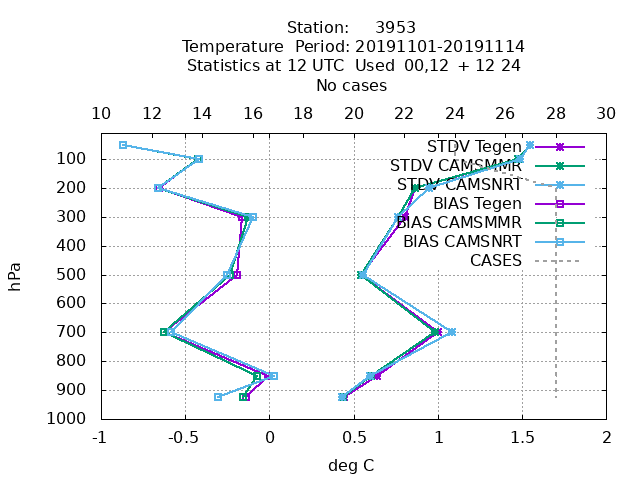 Station: 3953
Temperature Period: 20191101-20191114
Statistics at 12 UTC Used 00,12 + 12 24
No cases
10 12 14 16 18 20 22 24 26 28 30
STDV Tegen
100
STDV CAMSMMR
200
STDV CAMSNRT
BIAS Tegen
300
BIAS CAMSMMR
400
BIAS CAMSNRT
CASES
500
hPa
600
700
800
900
1000
-1 -0.5 0 0.5 1 1.5 2
deg C